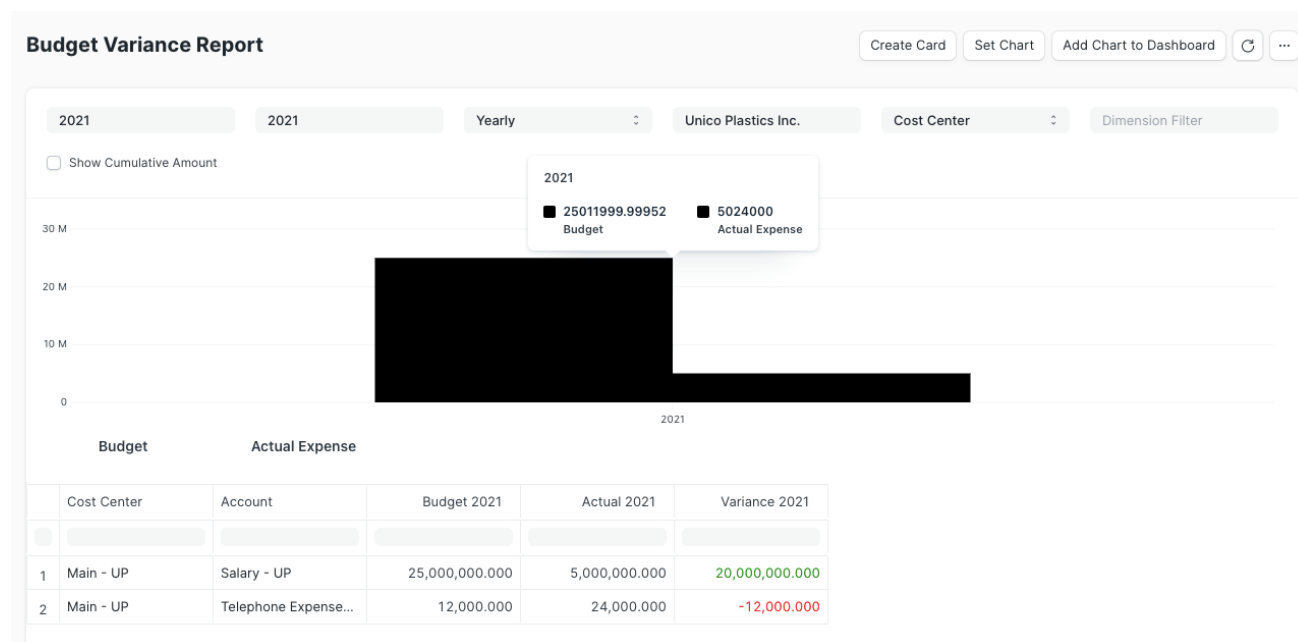 Budget Variance Report
Create Card
Set Chart
Add Chart to Dashboard
...
2021
2021
Yearly
Unico Plastics Inc.
Cost Center
Dimension Filter
Show Cumulative Amount
2021
25011999.99952
Budget
5024000
Actual Expense
30 M
20 M
10 M
0
2021
Budget
Actual Expense
Cost Center Account Budget 2021 Actual 2021 Variance 2021
1 Main - UP Salary - UP 25,000,000.000 5,000,000.000 20,000,000.000
2 Main - UP Telephone Expense... 12,000.000 24,000.000 -12,000.000